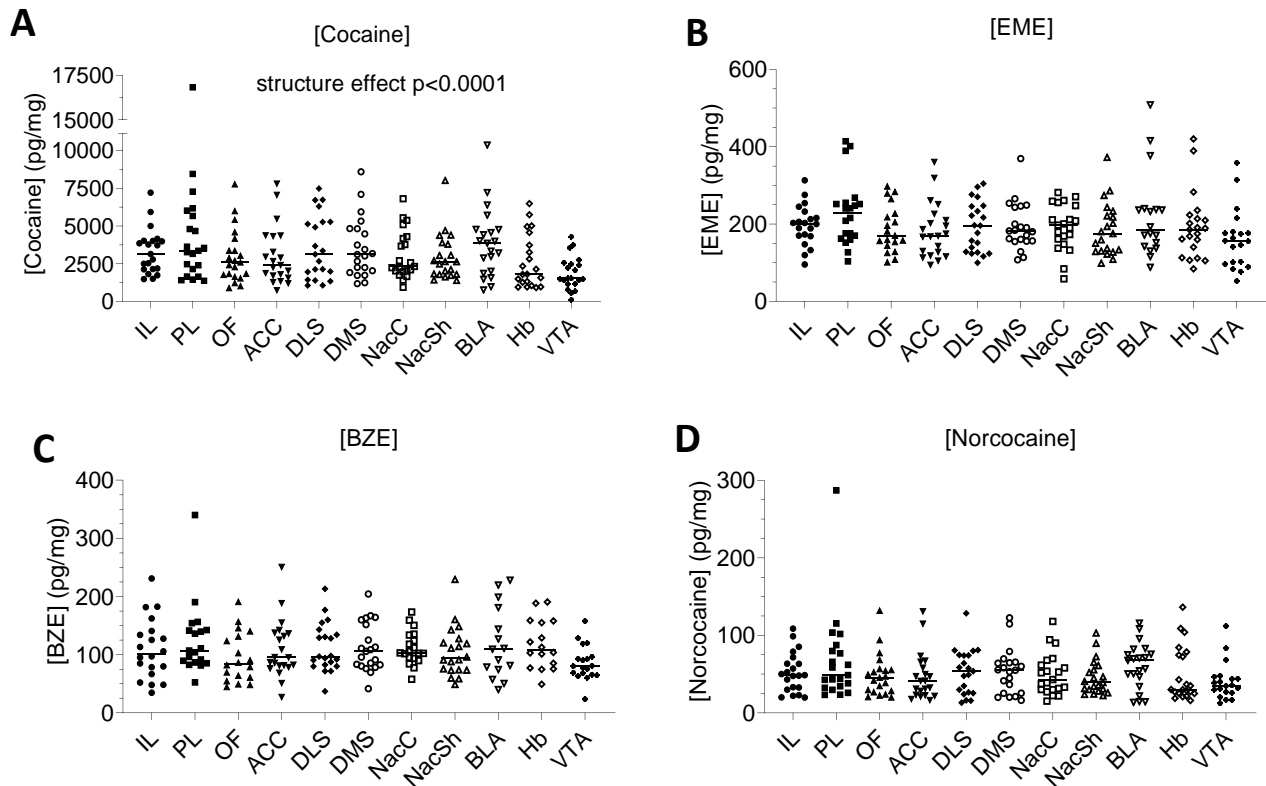 A
[Cocaine]
structure effect p<0.0001
[Cocaine] (pg/mg)
17500
15000
10000
7500
5000
2500
0
IL PL OF ACC DLS DMS NacC NacSh BLA Hb VTA
B
[EME]
[EME] (pg/mg)
600
400
200
0
IL PL OF ACC DLS DMS NacC NacSh BLA Hb VTA
C
[BZE]
[BZE] (pg/mg)
400
300
200
100
0
IL PL OF ACC DLS DMS NacC NacSh BLA Hb VTA
D
[Norcocaine]
[Norcocaine] (pg/mg)
300
200
100
0
IL PL OF ACC DLS DMS NacC NacSh BLA Hb VTA